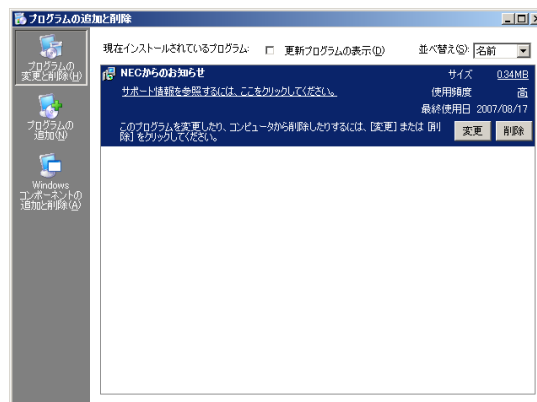 プログラムの追加と削除
現在インストールされているプログラム:
更新プログラムの表示(D)
並べ替え(S):
名前
プログラムの
変更と削除(H)
プログラムの
追加(N)
Windows
コンポーネントの
追加と削除(A)
NECからのお知らせ
サイズ
0.34MB
サポート情報を参照するには、ここをクリックしてください。
使用頻度
高
最終使用日 2007/08/17
このプログラムを変更したり、コンピュータから削除したりするには、[変更] または [削
除] をクリックしてください。
変更
削除